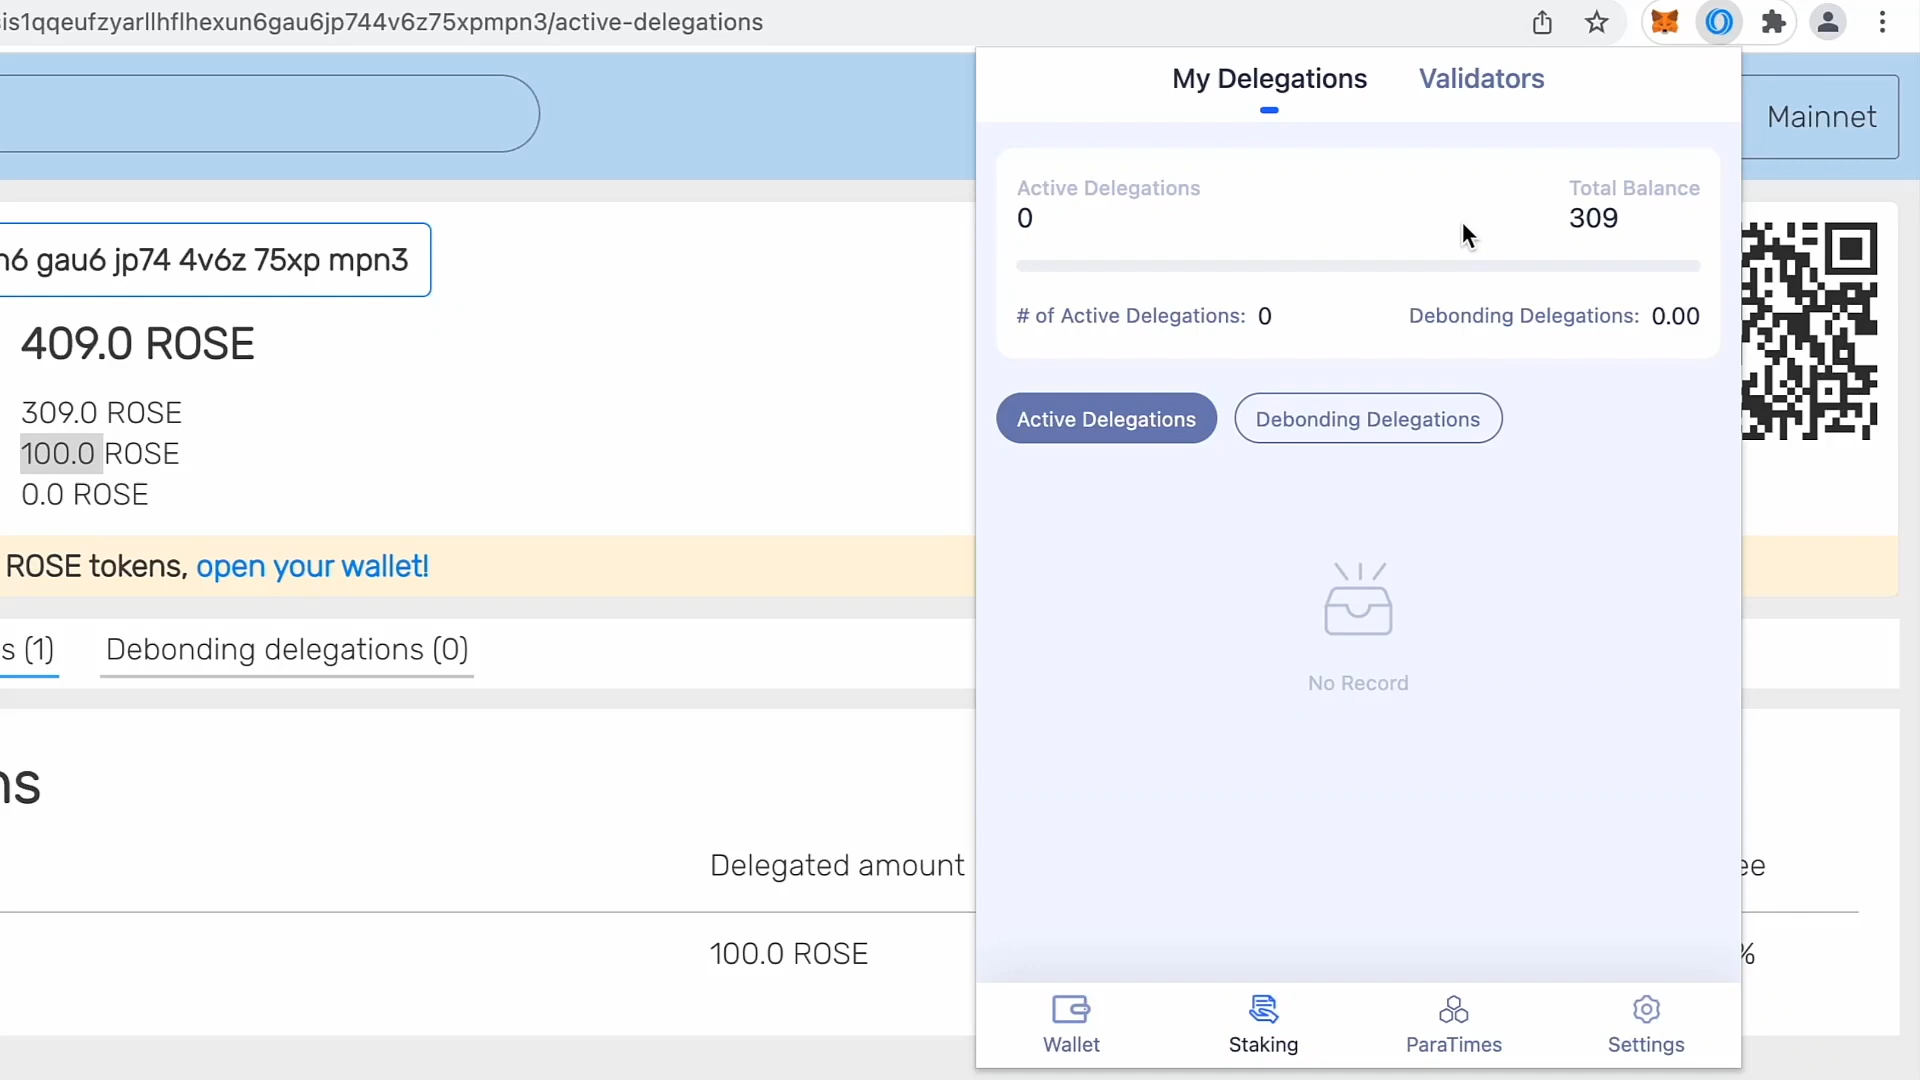 is1qqeufzyarllhflhexun6gau6jp744v6z75xpmpn3/active-delegations
My Delegations Validators
Mainnet
Active Delegations Total Balance
0 309
n6 gau6 jp74 4v6z 75xp mpn3
# of Active Delegations: 0 Debonding Delegations: 0.00
409.0 ROSE
309.0 ROSE
Active Delegations Debonding Delegations
100.0 ROSE
0.0 ROSE
ROSE tokens, open your wallet!
s (1) Debonding delegations (0)
No Record
ns
Delegated amount ee
100.0 ROSE %
Wallet Staking ParaTimes Settings